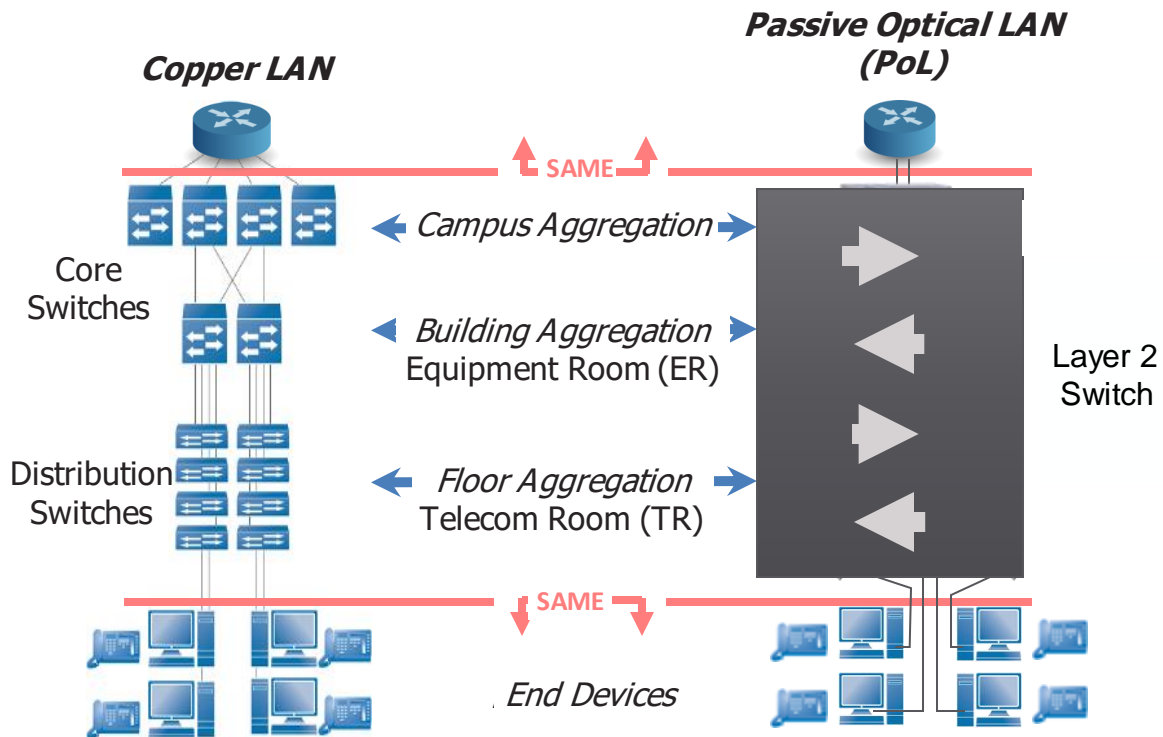 Copper LAN
Passive Optical LAN
(PoL)
SAME
Campus Aggregation
Core
Switches
Building Aggregation
Equipment Room (ER)
Layer 2
Switch
Distribution
Switches
Floor Aggregation
Telecom Room (TR)
SAME
End Devices